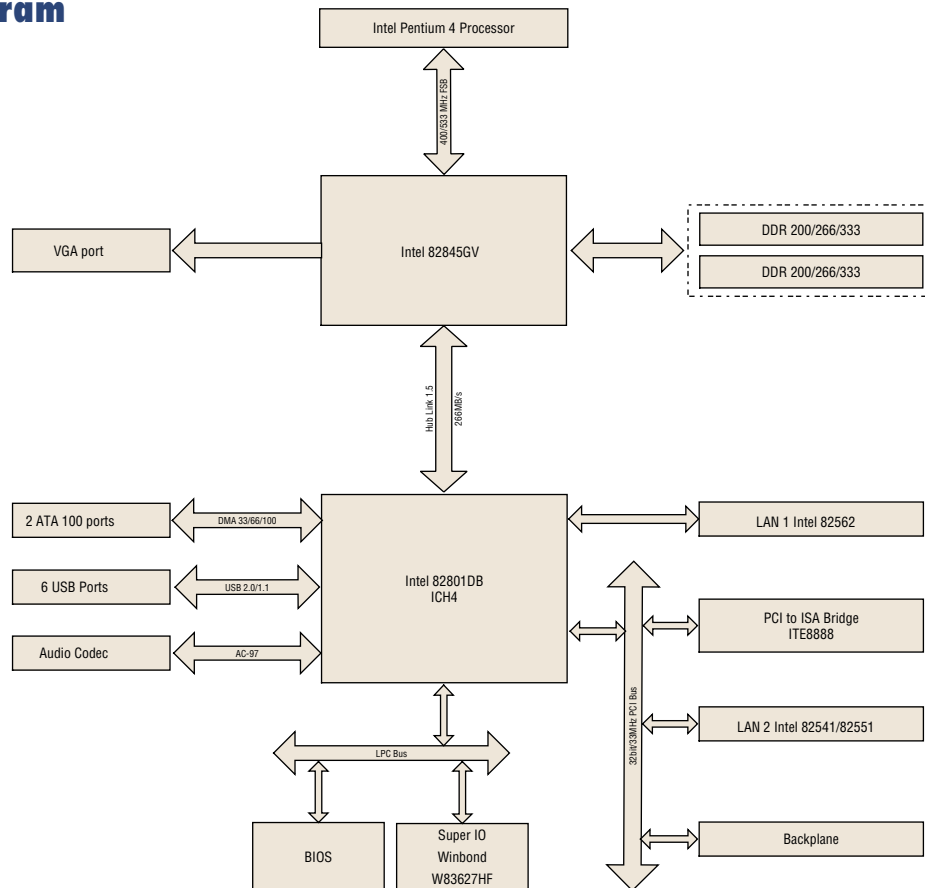 ram
Intel Pentium 4 Processor
400/533 MHz FSB
VGA port
Intel 82845GV
DDR 200/266/333
DDR 200/266/333
Hub Link 1.5
266MB/s
2 ATA 100 ports
DMA 33/66/100
LAN 1 Intel 82562
6 USB Ports
USB 2.0/1.1
Intel 82801DB
ICH4
PCI to ISA Bridge
ITE8888
Audio Codec
AC-97
32bit/33MHz PCI Bus
LAN 2 Intel 82541/82551
LPC Bus
BIOS
Super IO
Winbond
W83627HF
Backplane